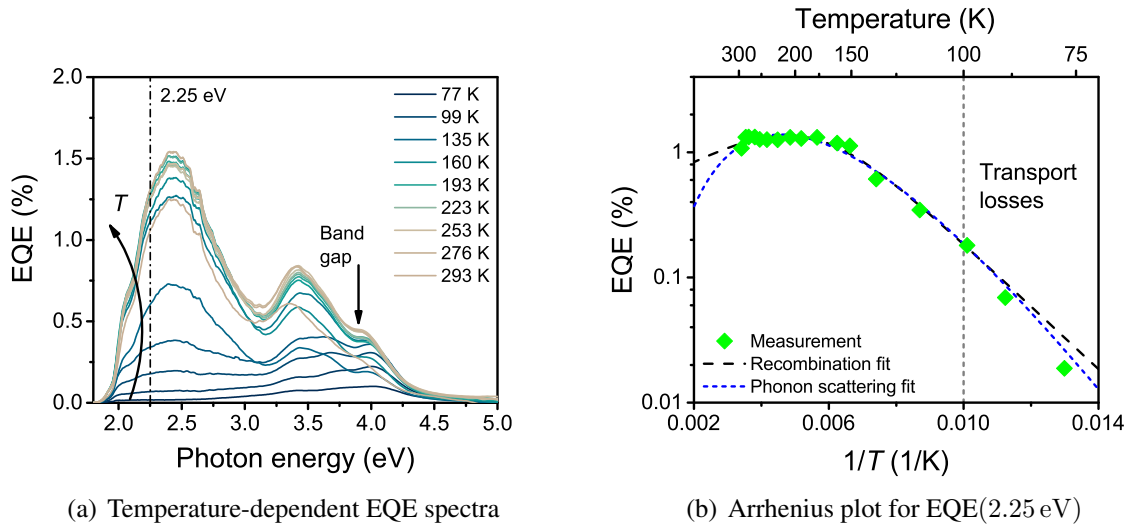 2.0
1.5
1.0
0.5
0.0
EQE (%)
2.25 eV
T
Band
gap
77 K
99 K
135 K
160 K
193 K
223 K
253 K
276 K
293 K
2.0 2.5 3.0 3.5 4.0 4.5 5.0
Photon energy (eV)
(a) Temperature-dependent EQE spectra
Temperature (K)
300 200 150 100 75
1
0.1
0.01
EQE (%)
Transport
losses
Measurement
Recombination fit
Phonon scattering fit
0.002 0.006 0.010 0.014
1/T (1/K)
(b) Arrhenius plot for EQE(2.25 eV)